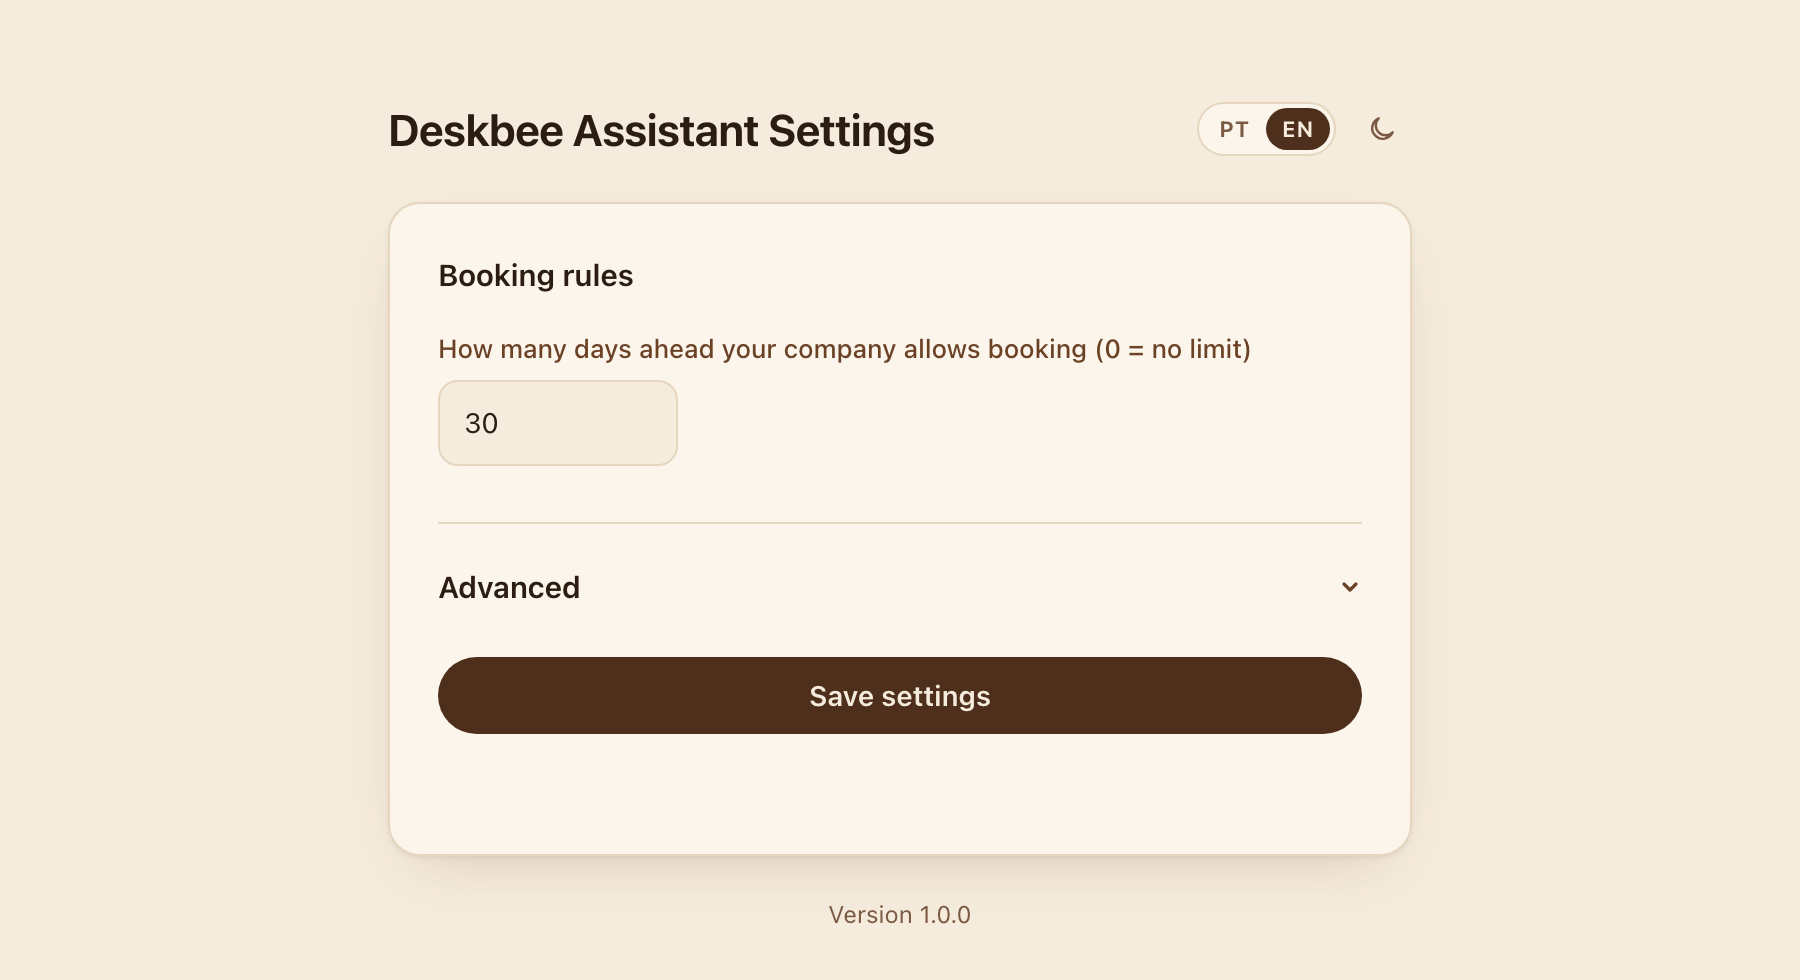 Deskbee Assistant Settings
PT EN
Booking rules
How many days ahead your company allows booking (0 = no limit)
30
Advanced
Save settings
Version 1.0.0